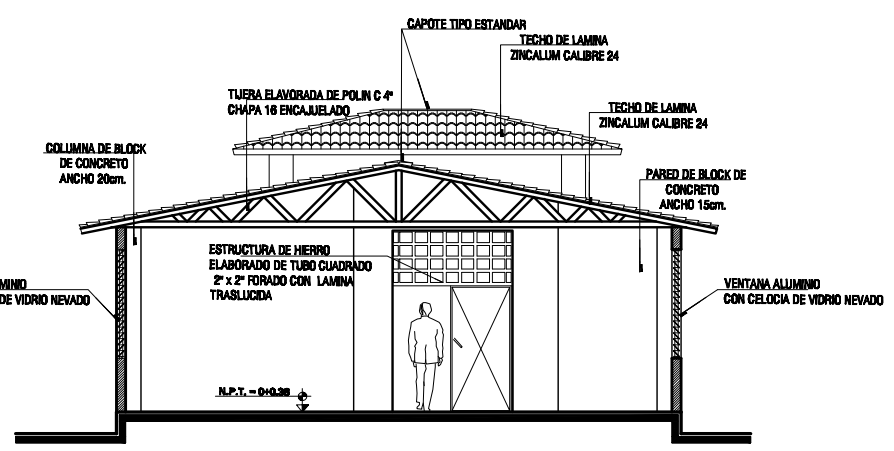 CAPOTE TIPO ESTANDAR
TECHO DE LAMINA
ZINCALUM CALIBRE 24
TIJERA ELAVORADA DE POLIN C 4"
CHAPA 16 ENCAJUELADO
TECHO DE LAMINA
ZINCALUM CALIBRE 24
COLUMNA DE BLOCK
DE CONCRETO
ANCHO 20cm.
PARED DE BLOCK DE
CONCRETO
ANCHO 15cm.
ESTRUCTURA DE HIERRO
ELABORADO DE TUBO CUADRADO
2" x 2" FORADO CON LAMINA
TRASLUCIDA
MINIO
DE VIDRIO NEVADO
VENTANA ALUMINIO
CON CELOCIA DE VIDRIO NEVADO
N.P.T. = 0+0.36